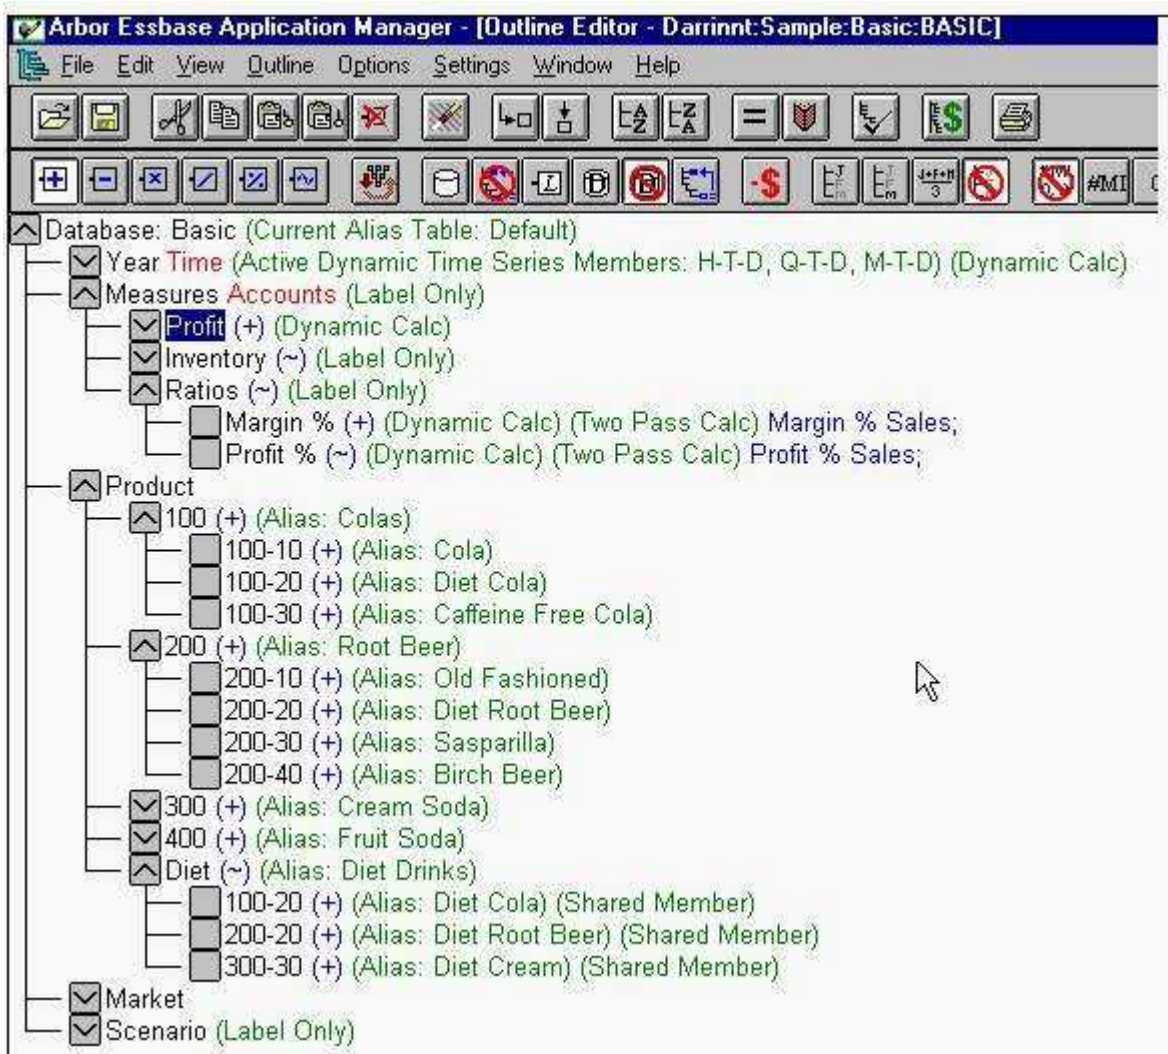 Arbor Essbase Application Manager - [Outline Editor - Darrinnt:Sample:Basic:BASIC]
File Edit View Outline Options Settings Window Help
#MI
Database: Basic (Current Alias Table: Default)
Year Time (Active Dynamic Time Series Members: H-T-D, Q-T-D, M-T-D) (Dynamic Calc)
Measures Accounts (Label Only)
Profit (+) (Dynamic Calc)
Inventory (~) (Label Only)
Ratios (~) (Label Only)
Margin % (+) (Dynamic Calc) (Two Pass Calc) Margin % Sales;
Profit % (~) (Dynamic Calc) (Two Pass Calc) Profit % Sales;
Product
100 (+) (Alias: Colas)
100-10 (+) (Alias: Cola)
100-20 (+) (Alias: Diet Cola)
100-30 (+) (Alias: Caffeine Free Cola)
200 (+) (Alias: Root Beer)
200-10 (+) (Alias: Old Fashioned)
200-20 (+) (Alias: Diet Root Beer)
200-30 (+) (Alias: Sasparilla)
200-40 (+) (Alias: Birch Beer)
300 (+) (Alias: Cream Soda)
400 (+) (Alias: Fruit Soda)
Diet (~) (Alias: Diet Drinks)
100-20 (+) (Alias: Diet Cola) (Shared Member)
200-20 (+) (Alias: Diet Root Beer) (Shared Member)
300-30 (+) (Alias: Diet Cream) (Shared Member)
Market
Scenario (Label Only)